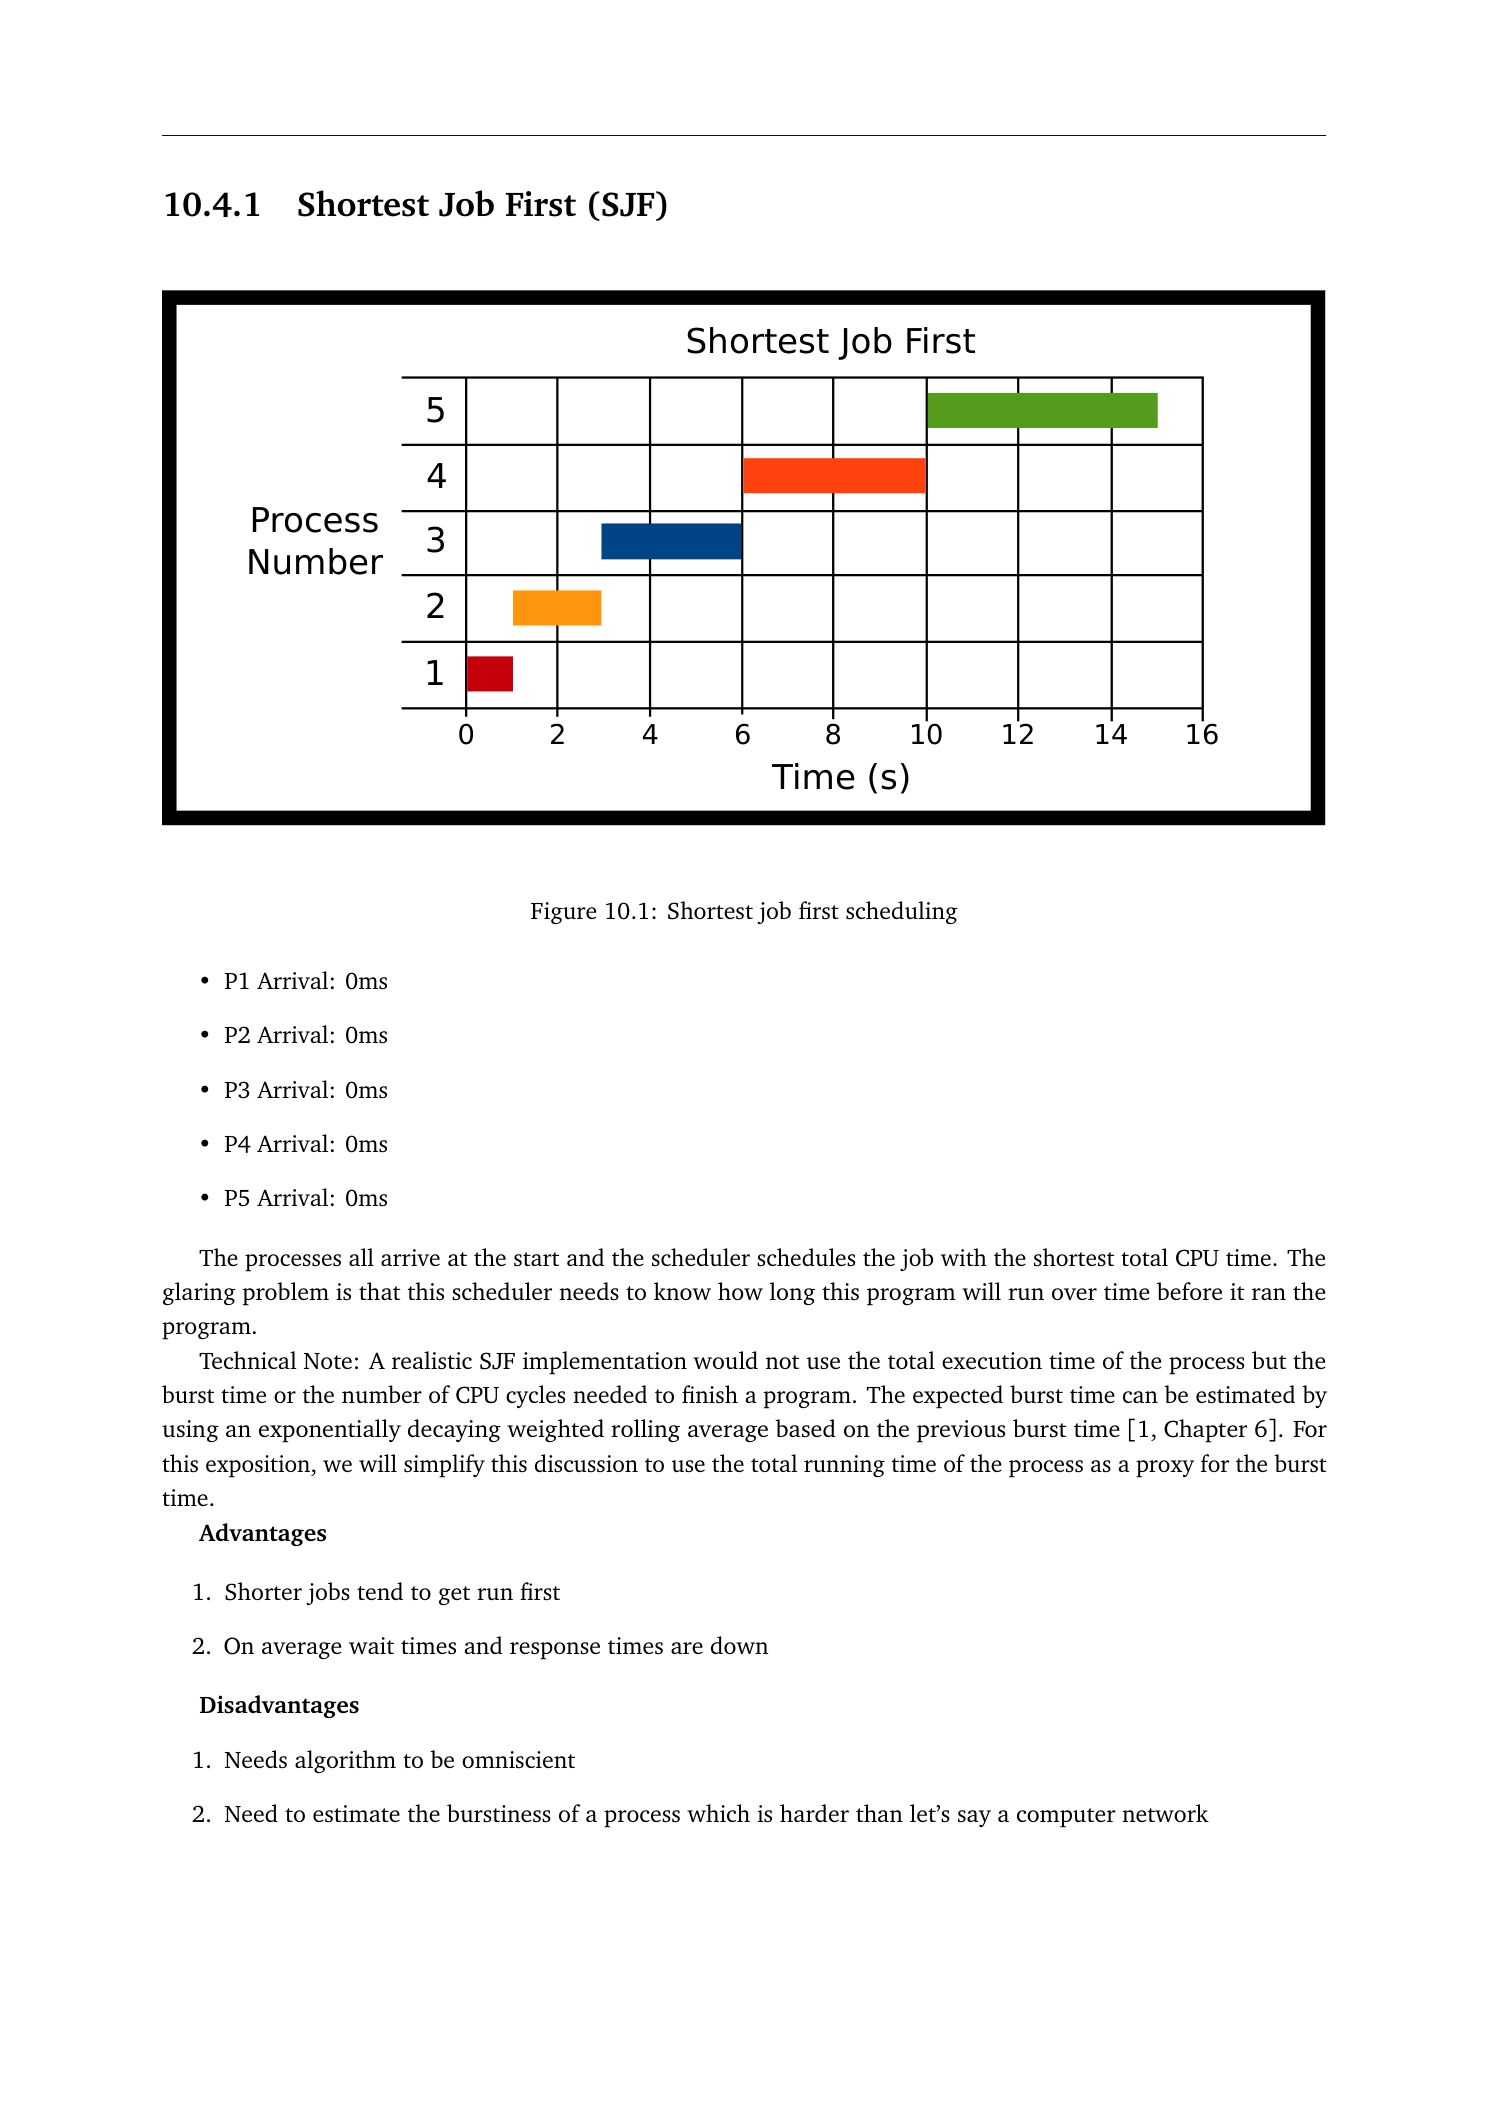 10.4.1 Shortest Job First (SJF)
Shortest Job First
5
4
Process
Number
3
2
1
0 2 4 6 8 10 12 14 16
Time (s)
Figure 10.1: Shortest job first scheduling
• P1 Arrival: 0ms
• P2 Arrival: 0ms
• P3 Arrival: 0ms
• P4 Arrival: 0ms
• P5 Arrival: 0ms
The processes all arrive at the start and the scheduler schedules the job with the shortest total CPU time. The
glaring problem is that this scheduler needs to know how long this program will run over time before it ran the
program.
Technical Note: A realistic SJF implementation would not use the total execution time of the process but the
burst time or the number of CPU cycles needed to finish a program. The expected burst time can be estimated by
using an exponentially decaying weighted rolling average based on the previous burst time [1, Chapter 6]. For
this exposition, we will simplify this discussion to use the total running time of the process as a proxy for the burst
time.
Advantages
1. Shorter jobs tend to get run first
2. On average wait times and response times are down
Disadvantages
1. Needs algorithm to be omniscient
2. Need to estimate the burstiness of a process which is harder than let’s say a computer network